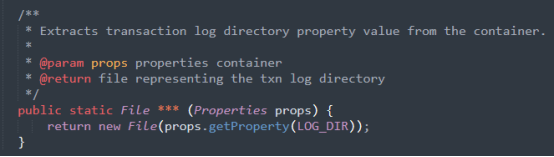 /**
 * Extracts transaction log directory property value from the container.
 *
 * @param props properties container
 * @return file representing the txn log directory
 */
public static File *** (Properties props) {
    return new File(props.getProperty(LOG_DIR));
}